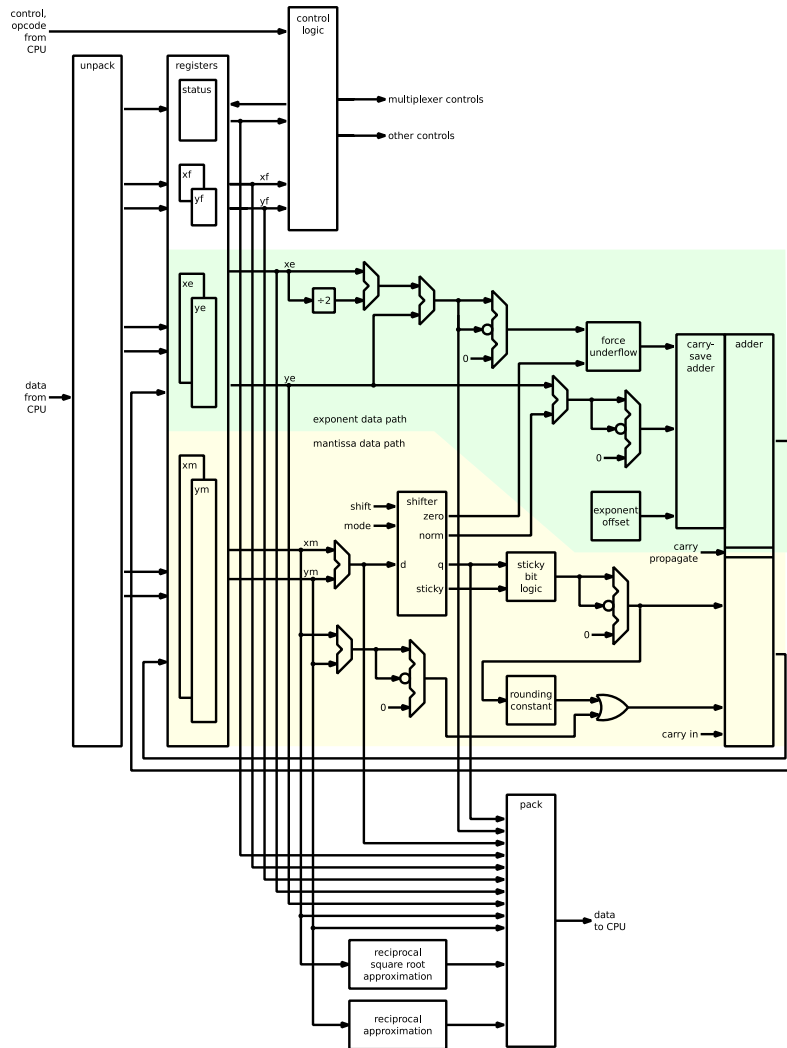 control,
opcode
from
CPU
control
logic
unpack
registers
status
multiplexer controls
other controls
xf
yf
xf
yf
xe
÷2
xe
ye
0
force
underflow
carry-
save
adder
adder
ye
data
from
CPU
exponent data path
mantissa data path
0
xm
ym
shift
mode
shifter
zero
norm
d
q
sticky
exponent
offset
xm
ym
carry
propagate
sticky
bit
logic
0
0
rounding
constant
carry in
pack
data
to CPU
reciprocal
square root
approximation
reciprocal
approximation